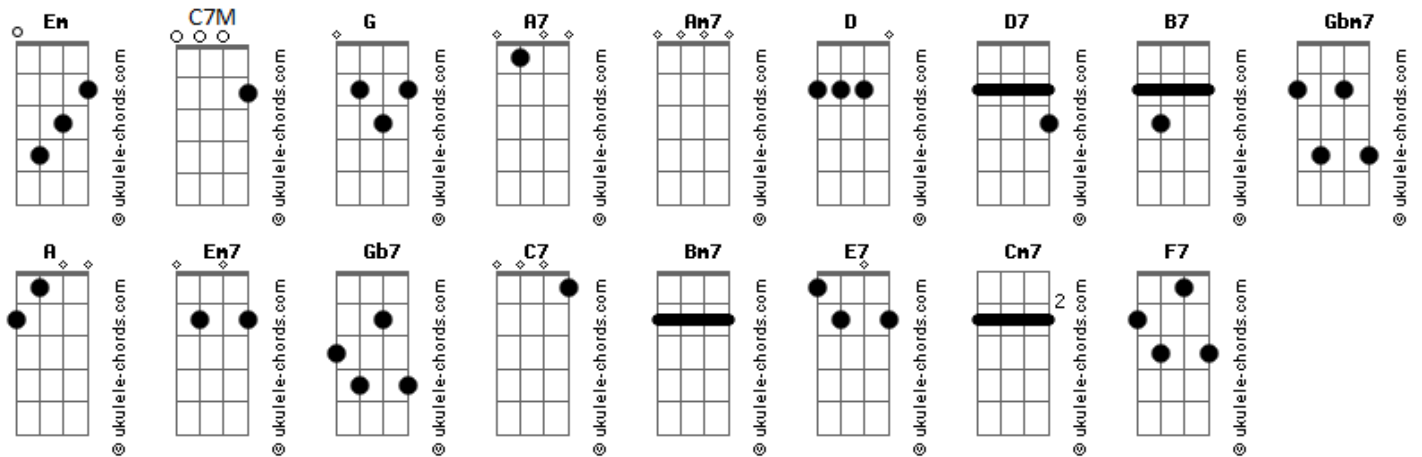 Em C7M G A7 Am7 D D7 B7 Gbm7
© ukulele-chords.com © ukulele-chords.com © ukulele-chords.com © ukulele-chords.com © ukulele-chords.com © ukulele-chords.com © ukulele-chords.com © ukulele-chords.com © ukulele-chords.com
A Em7 Gb7 C7 Bm7 E7 Cm7 F7
2
© ukulele-chords.com © ukulele-chords.com © ukulele-chords.com © ukulele-chords.com © ukulele-chords.com © ukulele-chords.com © ukulele-chords.com © ukulele-chords.com